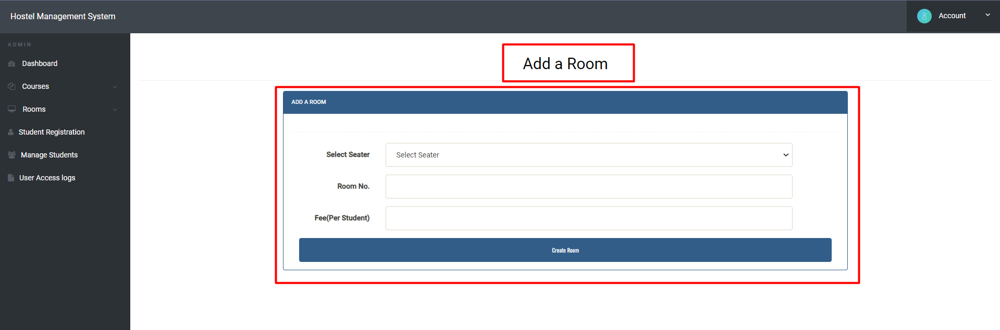 Hostel Management System
Account
ADMIN
Dashboard
Courses
Rooms
Student Registration
Manage Students
User Access logs
Add a Room
ADD A ROOM
Select Seater
Select Seater
Room No.
Fee(Per Student)
Create Room